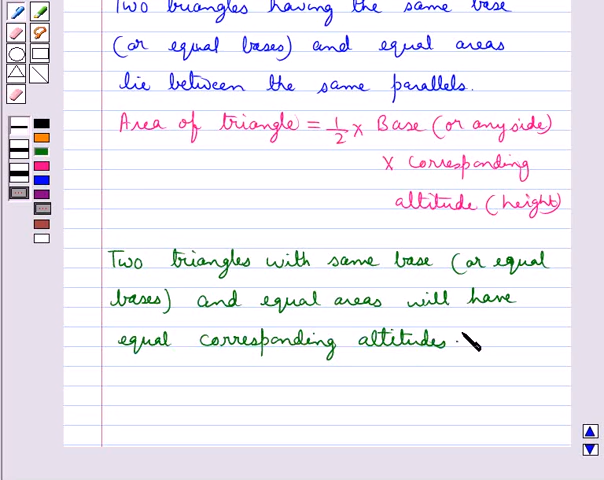 Two triangles having the same base
(or equal bases) and equal areas
lie between the same parallels.
Area of triangle = 1/2 × Base (or any side)
× corresponding
altitude (height)
Two triangles with same base (or equal
bases) and equal areas will have
equal corresponding altitudes.